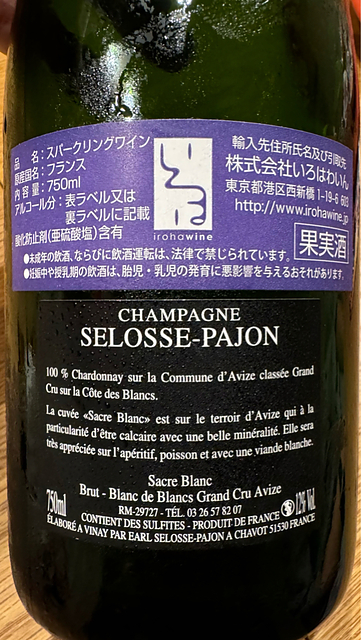 品 名:スパークリングワイン
原産国名:フランス
内 容 量:750ml
アルコール分:表ラベル又は
裏ラベルに記載
酸化防止剤(亜硫酸塩)含有
いろは
irohawine
輸入先住所氏名及び引取先
株式会社いろはわいん
東京都港区西新橋 1-19-6 603
http://www.irohawine.jp
果実酒
●未成年の飲酒、ならびに飲酒運転は、法律で禁じられています。
●妊娠中や授乳期の飲酒は、胎児・乳児の発育に悪影響を与えるおそれがあります。
CHAMPAGNE
SELOSSE-PAJON
100 % Chardonnay sur la Commune d'Avize classée Grand
Cru sur la Côte des Blancs.
La cuvée «Sacre Blanc» est sur le terroir d'Avize qui à la
particularité d'être calcaire avec une belle minéralité. Elle sera
très appréciée sur l'apéritif, poisson et avec une viande blanche.
Sacre Blanc
Brut - Blanc de Blancs Grand Cru Avize
RM-29727 - TÉL. 03 26 57 82 07
750ml
CONTIENT DES SULFITES - PRODUIT DE FRANCE
12% Vol.
ÉLABORÉ A VINAY PAR EARL SELOSSE-PAJON A CHAVOT 51530 FRANCE